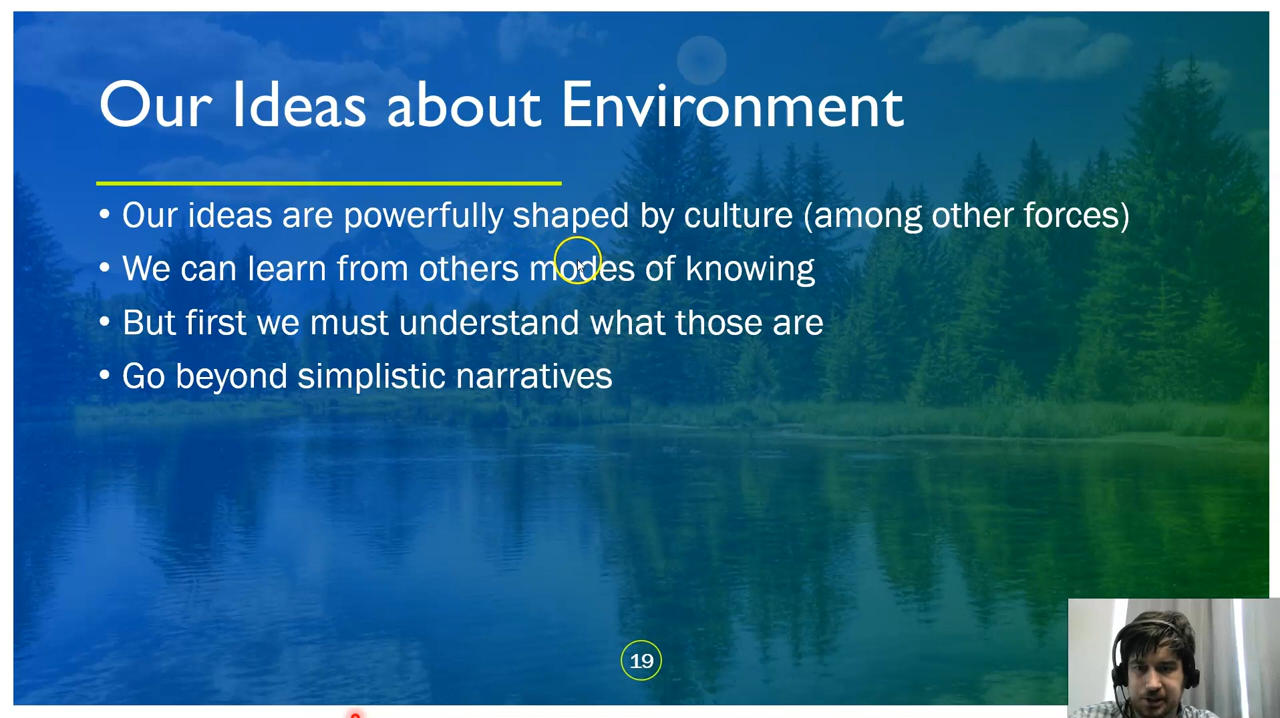 Our Ideas about Environment
• Our ideas are powerfully shaped by culture (among other forces)
• We can learn from others modes of knowing
• But first we must understand what those are
• Go beyond simplistic narratives
19